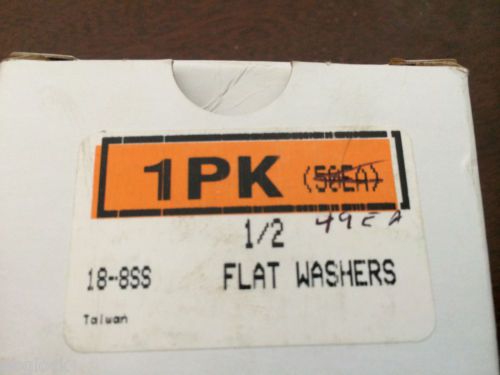 1PK (50EA)
49EA
1/2
18-8SS FLAT WASHERS
Taiwan